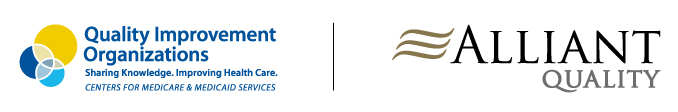 Quality Improvement
Organizations
Sharing Knowledge. Improving Health Care.
CENTERS FOR MEDICARE & MEDICAID SERVICES
ALLIANT
QUALITY